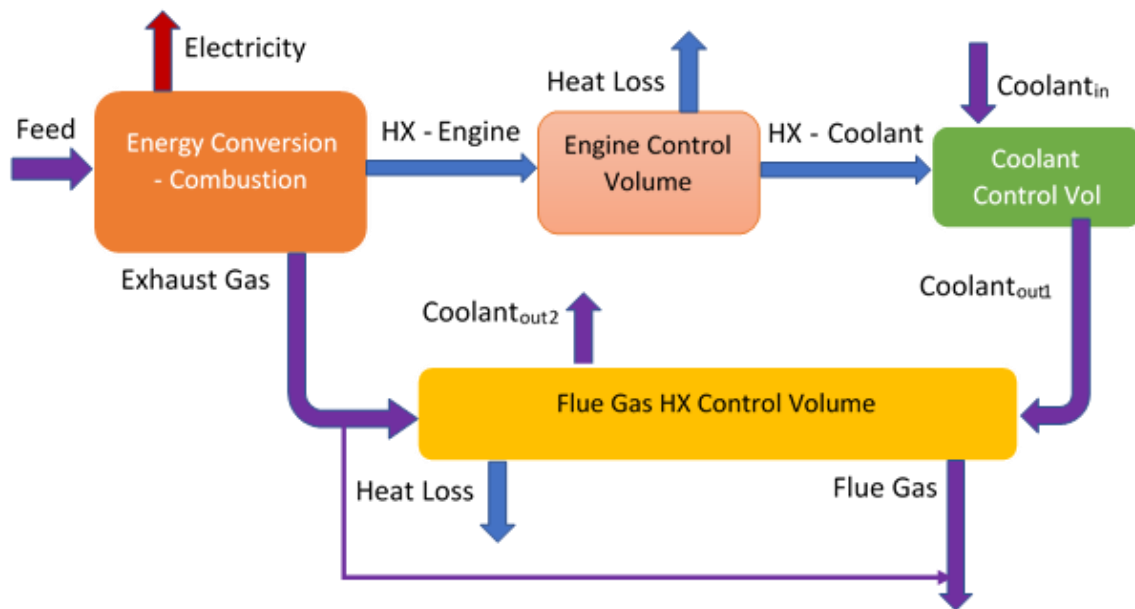 Electricity
Heat Loss
Coolantin
Feed
Energy Conversion
- Combustion
HX - Engine
Engine Control
Volume
HX - Coolant
Coolant
Control Vol
Exhaust Gas
Coolantout2
Coolantout1
Flue Gas HX Control Volume
Heat Loss
Flue Gas